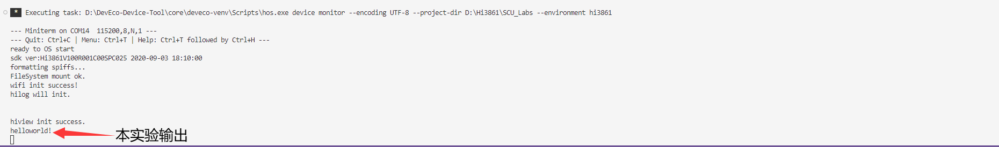 * Executing task: D:\DevEco-Device-Tool\core\deveco-venv\Scripts\hos.exe device monitor --encoding UTF-8 --project-dir D:\Hi3861\SCU_Labs --environment hi3861
--- Miniterm on COM14  115200,8,N,1 ---
--- Quit: Ctrl+C | Menu: Ctrl+T | Help: Ctrl+T followed by Ctrl+H ---
ready to OS start
sdk ver:Hi3861V100R001C00SPC025 2020-09-03 18:10:00
formatting spiffs...
FileSystem mount ok.
wifi init success!
hilog will init.
hiview init success.
helloworld!
本实验输出